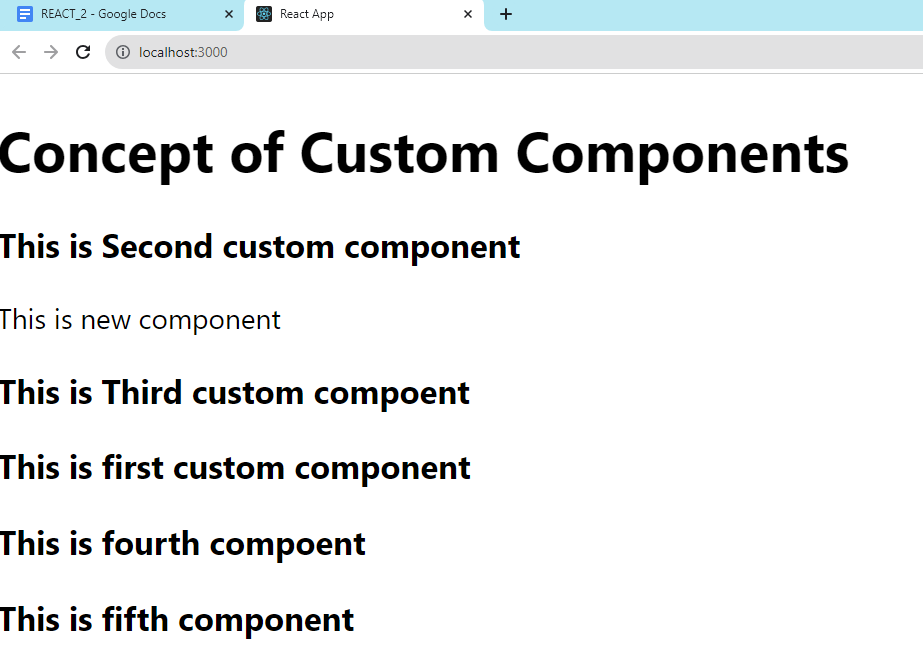 REACT_2 - Google Docs
React App
localhost:3000
Concept of Custom Components
This is Second custom component
This is new component
This is Third custom compoent
This is first custom component
This is fourth compoent
This is fifth component